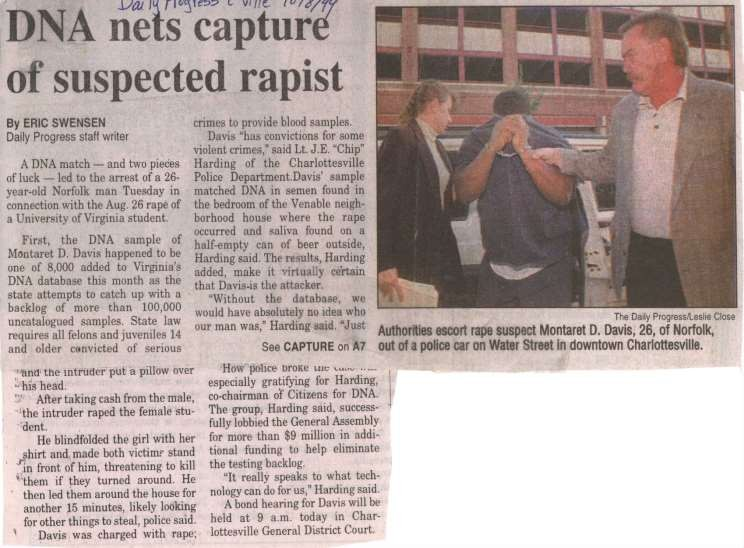 Daily Progress C'ville 10/8/99
DNA nets capture
of suspected rapist
By ERIC SWENSEN
Daily Progress staff writer
A DNA match — and two pieces
of luck — led to the arrest of a 26-
year-old Norfolk man Tuesday in
connection with the Aug. 26 rape of
a University of Virginia student.
First, the DNA sample of
Montaret D. Davis happened to be
one of 8,000 added to Virginia's
DNA database this month as the
state attempts to catch up with a
backlog of more than 100,000
uncatalogued samples. State law
requires all felons and juveniles 14
and older convicted of serious
crimes to provide blood samples.
Davis "has convictions for some
violent crimes," said Lt. J.E. "Chip"
Harding of the Charlottesville
Police Department.Davis' sample
matched DNA in semen found in
the bedroom of the Venable neigh-
borhood house where the rape
occurred and saliva found on a
half-empty can of beer outside,
Harding said. The results, Harding
added, make it virtually certain
that Davis is the attacker.
"Without the database, we
would have absolutely no idea who
our man was," Harding said. "Just
See CAPTURE on A7
The Daily Progress/Leslie Close
Authorities escort rape suspect Montaret D. Davis, 26, of Norfolk,
out of a police car on Water Street in downtown Charlottesville.
and the intruder put a pillow over
his head.
After taking cash from the male,
the intruder raped the female stu-
dent.
He blindfolded the girl with her
shirt and made both victims stand
in front of him, threatening to kill
them if they turned around. He
then led them around the house for
another 15 minutes, likely looking
for other things to steal, police said.
Davis was charged with rape;
How police broke the case was
especially gratifying for Harding,
co-chairman of Citizens for DNA.
The group, Harding said, success-
fully lobbied the General Assembly
for more than $9 million in addi-
tional funding to help eliminate
the testing backlog.
"It really speaks to what tech-
nology can do for us," Harding said.
A bond hearing for Davis will be
held at 9 a.m. today in Char-
lottesville General District Court.